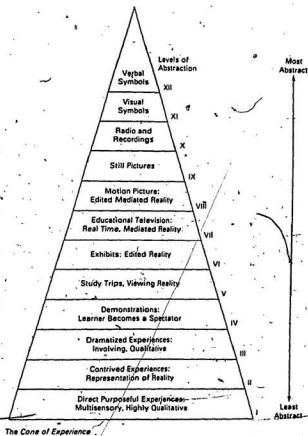 Levels of
Abstraction
Most
Abstract
Verbal
Symbols
XII
Visual
Symbols
XI
Radio and
Recordings
X
Still Pictures
IX
Motion Picture:
Edited Mediated Reality
VIII
Educational Television:
Real Time, Mediated Reality
VII
Exhibits: Edited Reality
VI
Study Trips, Viewing Reality
V
Demonstrations:
Learner Becomes a Spectator
IV
Dramatized Experiences:
Involving, Qualitative
III
Contrived Experiences:
Representation of Reality
II
Direct Purposeful Experiences:
Multisensory, Highly Qualitative
I
Least
Abstract
The Cone of Experience